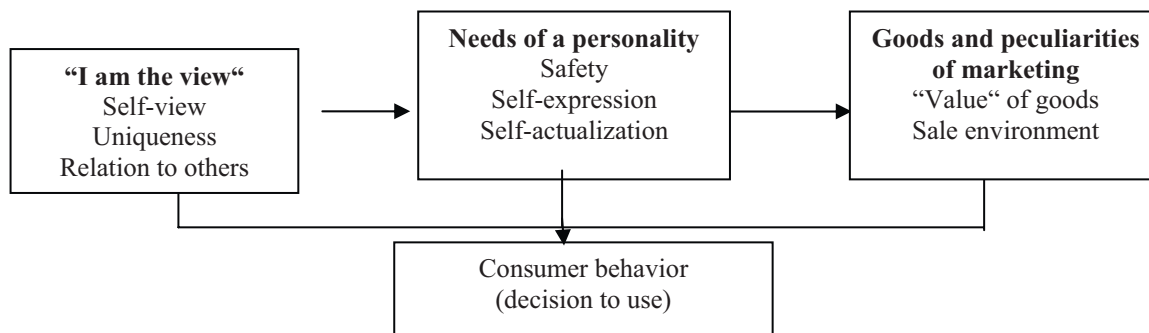 “I am the view“
Self-view
Uniqueness
Relation to others
Needs of a personality
Safety
Self-expression
Self-actualization
Goods and peculiarities
of marketing
“Value“ of goods
Sale environment
Consumer behavior
(decision to use)